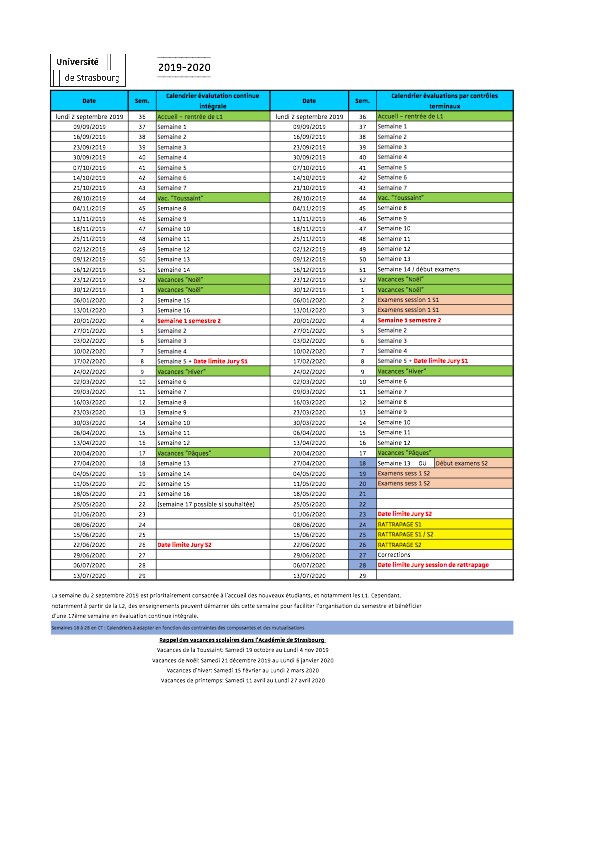 Université
de Strasbourg
2019-2020
Date Sem. Calendrier évalutation continue intégrale Date Sem. Calendrier évaluations par contrôles terminaux
lundi 2 septembre 2019 36 Accueil – rentrée de L1 lundi 2 septembre 2019 36 Accueil – rentrée de L1
09/09/2019 37 Semaine 1 09/09/2019 37 Semaine 1
16/09/2019 38 Semaine 2 16/09/2019 38 Semaine 2
23/09/2019 39 Semaine 3 23/09/2019 39 Semaine 3
30/09/2019 40 Semaine 4 30/09/2019 40 Semaine 4
07/10/2019 41 Semaine 5 07/10/2019 41 Semaine 5
14/10/2019 42 Semaine 6 14/10/2019 42 Semaine 6
21/10/2019 43 Semaine 7 21/10/2019 43 Semaine 7
28/10/2019 44 Vac. "Toussaint" 28/10/2019 44 Vac. "Toussaint"
04/11/2019 45 Semaine 8 04/11/2019 45 Semaine 8
11/11/2019 46 Semaine 9 11/11/2019 46 Semaine 9
18/11/2019 47 Semaine 10 18/11/2019 47 Semaine 10
25/11/2019 48 Semaine 11 25/11/2019 48 Semaine 11
02/12/2019 49 Semaine 12 02/12/2019 49 Semaine 12
09/12/2019 50 Semaine 13 09/12/2019 50 Semaine 13
16/12/2019 51 Semaine 14 16/12/2019 51 Semaine 14 / début examens
23/12/2019 52 Vacances "Noël" 23/12/2019 52 Vacances "Noël"
30/12/2019 1 Vacances "Noël" 30/12/2019 1 Vacances "Noël"
06/01/2020 2 Semaine 15 06/01/2020 2 Examens session 1 S1
13/01/2020 3 Semaine 16 13/01/2020 3 Examens session 1 S1
20/01/2020 4 Semaine 1 semestre 2 20/01/2020 4 Semaine 1 semestre 2
27/01/2020 5 Semaine 2 27/01/2020 5 Semaine 2
03/02/2020 6 Semaine 3 03/02/2020 6 Semaine 3
10/02/2020 7 Semaine 4 10/02/2020 7 Semaine 4
17/02/2020 8 Semaine 5 + Date limite Jury S1 17/02/2020 8 Semaine 5 + Date limite Jury S1
24/02/2020 9 Vacances "Hiver" 24/02/2020 9 Vacances "Hiver"
02/03/2020 10 Semaine 6 02/03/2020 10 Semaine 6
09/03/2020 11 Semaine 7 09/03/2020 11 Semaine 7
16/03/2020 12 Semaine 8 16/03/2020 12 Semaine 8
23/03/2020 13 Semaine 9 23/03/2020 13 Semaine 9
30/03/2020 14 Semaine 10 30/03/2020 14 Semaine 10
06/04/2020 15 Semaine 11 06/04/2020 15 Semaine 11
13/04/2020 16 Semaine 12 13/04/2020 16 Semaine 12
20/04/2020 17 Vacances "Pâques" 20/04/2020 17 Vacances "Pâques"
27/04/2020 18 Semaine 13 27/04/2020 18 Semaine 13 OU Début examens S2
04/05/2020 19 Semaine 14 04/05/2020 19 Examens sess 1 S2
11/05/2020 20 Semaine 15 11/05/2020 20 Examens sess 1 S2
18/05/2020 21 Semaine 16 18/05/2020 21
25/05/2020 22 (semaine 17 possible si souhaitée) 25/05/2020 22
01/06/2020 23 01/06/2020 23 Date limite Jury S2
08/06/2020 24 08/06/2020 24 RATTRAPAGE S1
15/06/2020 25 15/06/2020 25 RATTRAPAGE S1 / S2
22/06/2020 26 Date limite Jury S2 22/06/2020 26 RATTRAPAGE S2
29/06/2020 27 29/06/2020 27 Corrections
06/07/2020 28 06/07/2020 28 Date limite Jury session de rattrapage
13/07/2020 29 13/07/2020 29
La semaine du 2 septembre 2019 est prioritairement consacrée à l'accueil des nouveaux étudiants, et notamment les L1. Cependant,
notamment à partir de la L2, des enseignements peuvent démarrer dès cette semaine pour faciliter l'organisation du semestre et bénéficier
d'une 17ème semaine en évaluation continue intégrale.
Semaines 18 à 28 en CT : Calendriers à adapter en fonction des contraintes des composantes et des mutualisations
Rappel des vacances scolaires dans l'Académie de Strasbourg
Vacances de la Toussaint: Samedi 19 octobre au Lundi 4 nov 2019
Vacances de Noël: Samedi 21 décembre 2019 au Lundi 6 janvier 2020
Vacances d'hiver: Samedi 15 février au Lundi 2 mars 2020
Vacances de printemps: Samedi 11 avril au Lundi 27 avril 2020